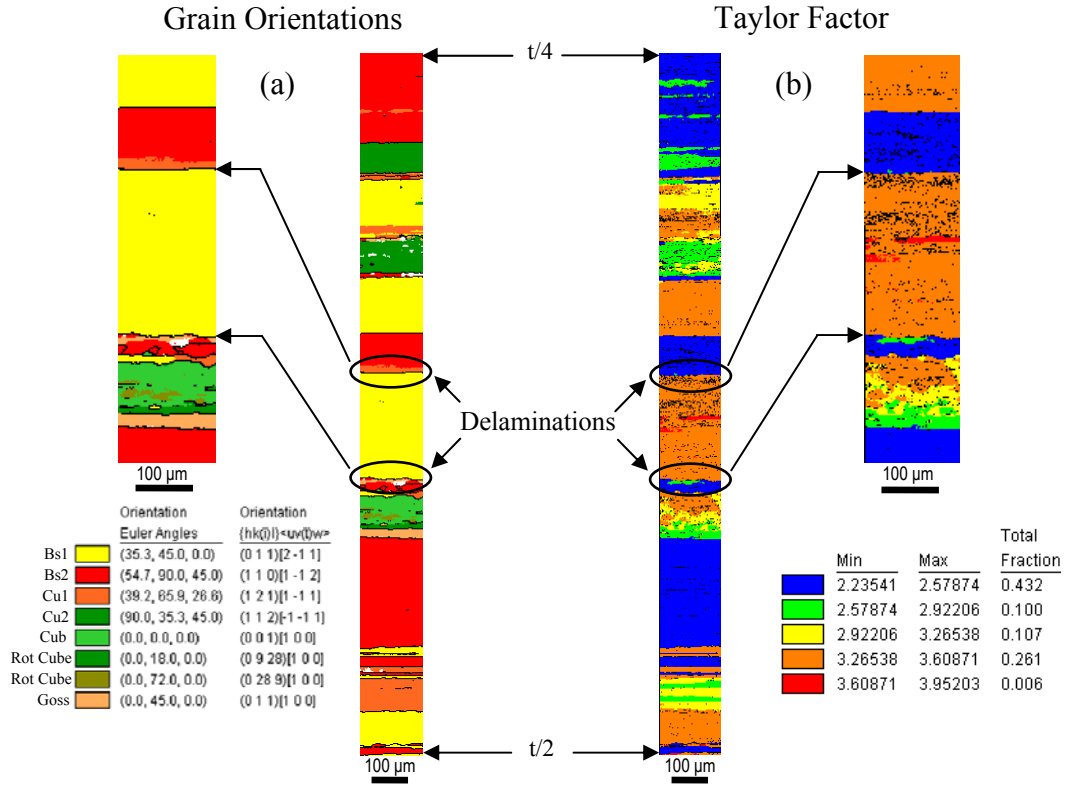 Grain Orientations
Taylor Factor
t/4
(a)
(b)
Delaminations
100 µm
100 µm
Orientation Orientation
Euler Angles {hk(i)l}<uv(t)w>
Bs1 (35.3, 45.0, 0.0) (0 1 1)[2 -1 1]
Bs2 (54.7, 90.0, 45.0) (1 1 0)[1 -1 2]
Cu1 (39.2, 65.9, 26.6) (1 2 1)[1 -1 1]
Cu2 (90.0, 35.3, 45.0) (1 1 2)[-1 -1 1]
Cub (0.0, 0.0, 0.0) (0 0 1)[1 0 0]
Rot Cube (0.0, 18.0, 0.0) (0 9 28)[1 0 0]
Rot Cube (0.0, 72.0, 0.0) (0 28 9)[1 0 0]
Goss (0.0, 45.0, 0.0) (0 1 1)[1 0 0]
Total
Min Max Fraction
2.23541 2.57874 0.432
2.57874 2.92206 0.100
2.92206 3.26538 0.107
3.26538 3.60871 0.261
3.60871 3.95203 0.006
t/2
100 µm
100 µm